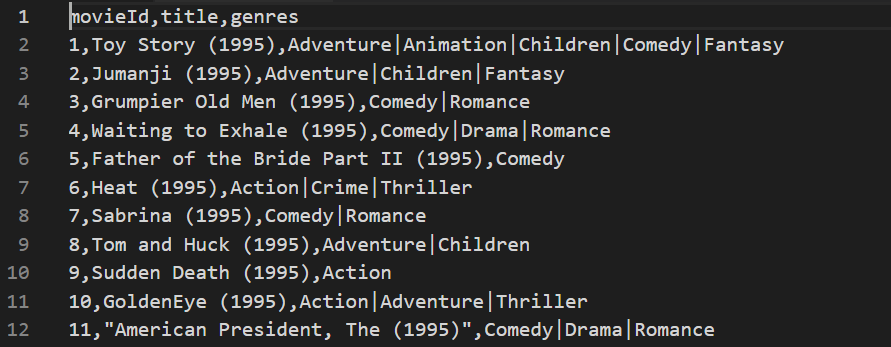 1 movieId,title,genres
2 1,Toy Story (1995),Adventure|Animation|Children|Comedy|Fantasy
3 2,Jumanji (1995),Adventure|Children|Fantasy
4 3,Grumpier Old Men (1995),Comedy|Romance
5 4,Waiting to Exhale (1995),Comedy|Drama|Romance
6 5,Father of the Bride Part II (1995),Comedy
7 6,Heat (1995),Action|Crime|Thriller
8 7,Sabrina (1995),Comedy|Romance
9 8,Tom and Huck (1995),Adventure|Children
10 9,Sudden Death (1995),Action
11 10,GoldenEye (1995),Action|Adventure|Thriller
12 11,"American President, The (1995)",Comedy|Drama|Romance